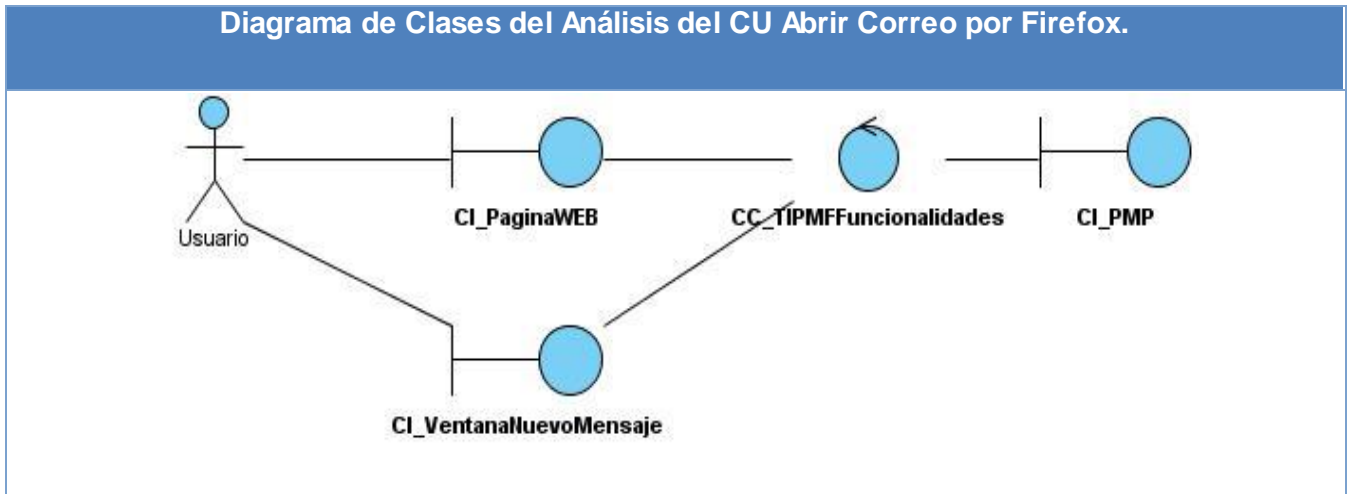 Diagrama de Clases del Análisis del CU Abrir Correo por Firefox.
Usuario
CI_PaginaWEB
CC_TIPMFFuncionalidades
CI_PMP
CI_VentanaNuevoMensaje